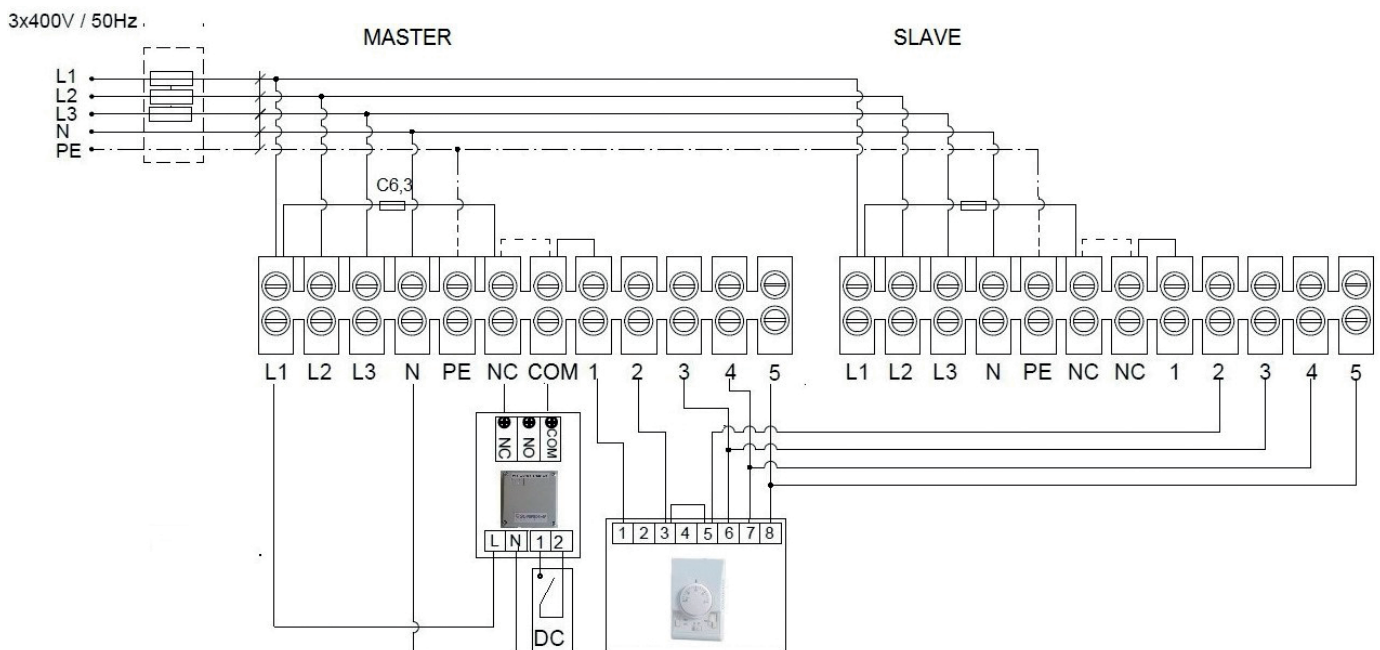 3x400V / 50Hz
MASTER
SLAVE
L1
L2
L3
N
PE
C6,3
L1 L2 L3 N PE NC COM 1 2 3 4 5
L1 L2 L3 N PE NC NC 1 2 3 4 5
NC NO COM
L N 1 2
1 2 3 4 5 6 7 8
DC